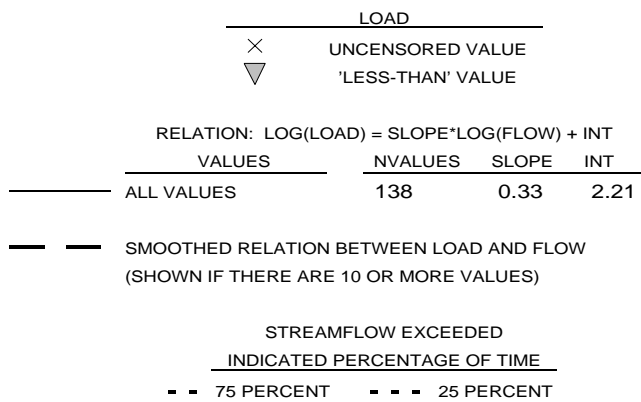 LOAD
UNCENSORED VALUE
'LESS-THAN' VALUE
RELATION: LOG(LOAD) = SLOPE*LOG(FLOW) + INT
VALUES NVALUES SLOPE INT
ALL VALUES 138 0.33 2.21
SMOOTHED RELATION BETWEEN LOAD AND FLOW
(SHOWN IF THERE ARE 10 OR MORE VALUES)
STREAMFLOW EXCEEDED
INDICATED PERCENTAGE OF TIME
75 PERCENT 25 PERCENT